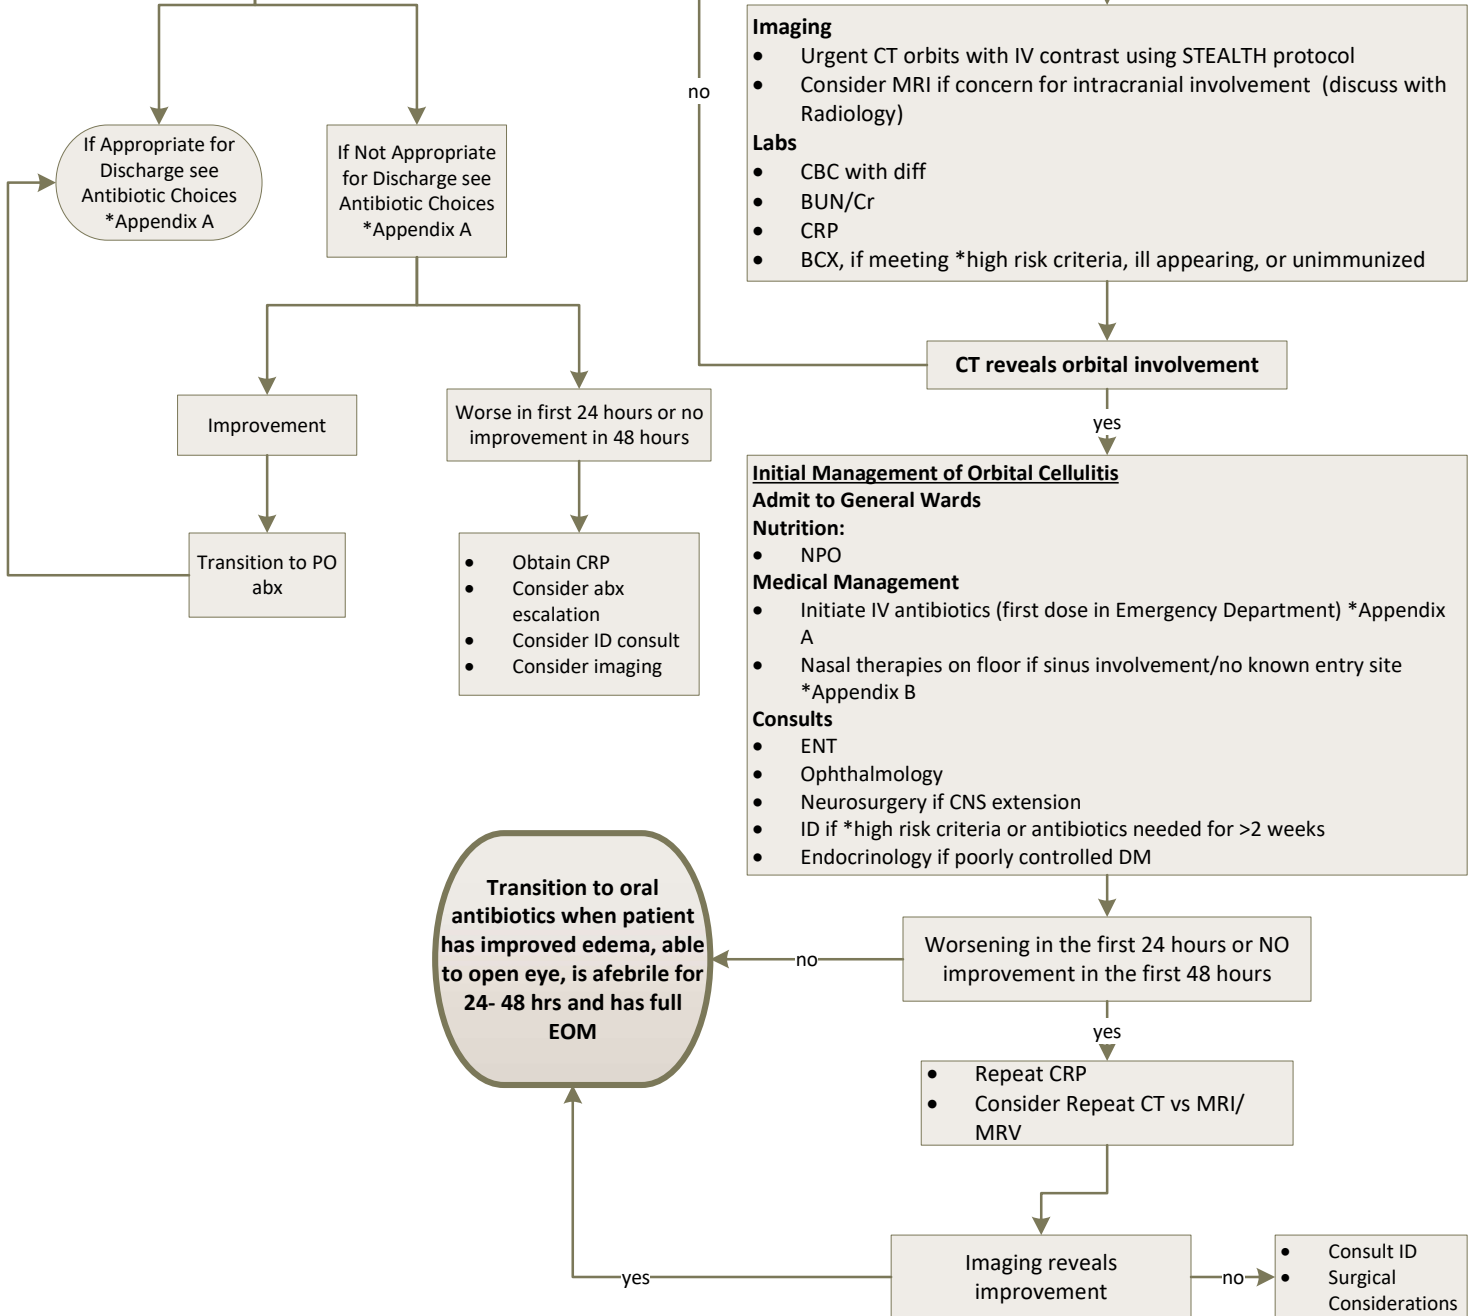 no
If Appropriate for
Discharge see
Antibiotic Choices
*Appendix A
If Not Appropriate
for Discharge see
Antibiotic Choices
*Appendix A
Improvement
Worse in first 24 hours or no
improvement in 48 hours
Transition to PO
abx
• Obtain CRP
• Consider abx
escalation
• Consider ID consult
• Consider imaging
Imaging
• Urgent CT orbits with IV contrast using STEALTH protocol
• Consider MRI if concern for intracranial involvement (discuss with
Radiology)
Labs
• CBC with diff
• BUN/Cr
• CRP
• BCX, if meeting *high risk criteria, ill appearing, or unimmunized
CT reveals orbital involvement
yes
Initial Management of Orbital Cellulitis
Admit to General Wards
Nutrition:
• NPO
Medical Management
• Initiate IV antibiotics (first dose in Emergency Department) *Appendix
A
• Nasal therapies on floor if sinus involvement/no known entry site
*Appendix B
Consults
• ENT
• Ophthalmology
• Neurosurgery if CNS extension
• ID if *high risk criteria or antibiotics needed for >2 weeks
• Endocrinology if poorly controlled DM
Worsening in the first 24 hours or NO
improvement in the first 48 hours
no
Transition to oral
antibiotics when patient
has improved edema, able
to open eye, is afebrile for
24- 48 hrs and has full
EOM
yes
• Repeat CRP
• Consider Repeat CT vs MRI/
MRV
Imaging reveals
improvement
yes
no
• Consult ID
• Surgical
Considerations